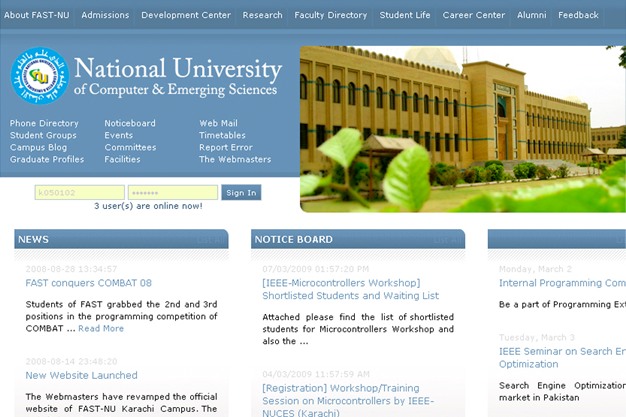 About FAST-NU Admissions Development Center Research Faculty Directory Student Life Career Center Alumni Feedback
National University
of Computer & Emerging Sciences
Phone Directory Noticeboard Web Mail
Student Groups Events Timetables
Campus Blog Committees Report Error
Graduate Profiles Facilities The Webmasters
k050102 ••••••• Sign In
3 user(s) are online now!
NEWS
2008-08-28 13:34:57
FAST conquers COMBAT 08
Students of FAST grabbed the 2nd and 3rd
positions in the programming competition of
COMBAT ... Read More
2008-08-14 23:48:20
New Website Launched
The Webmasters have revamped the official
website of FAST-NU Karachi Campus. The
NOTICE BOARD
07/03/2009 01:57:20 PM
[IEEE-Microcontrollers Workshop]
Shortlisted Students and Waiting List
Attached please find the list of shortlisted
students for Microcontrollers Workshop and
also the ...
04/03/2009 11:57:59 AM
[Registration] Workshop/Training
Session on Microcontrollers by IEEE-
NUCES (Karachi)
Monday, March 2
Internal Programming Com
Be a part of Programming Ext
Tuesday, March 3
IEEE Seminar on Search En
Optimization
Search Engine Optimization
market in Pakistan